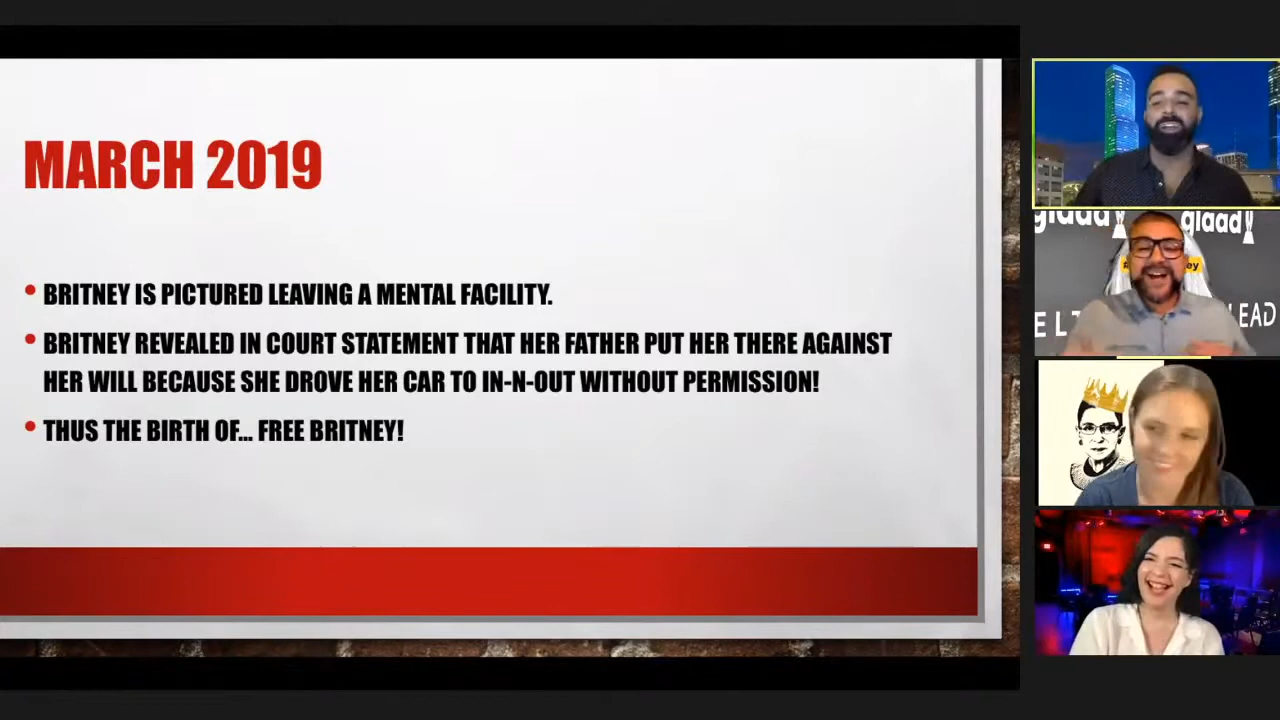 MARCH 2019
• BRITNEY IS PICTURED LEAVING A MENTAL FACILITY.
• BRITNEY REVEALED IN COURT STATEMENT THAT HER FATHER PUT HER THERE AGAINST
HER WILL BECAUSE SHE DROVE HER CAR TO IN-N-OUT WITHOUT PERMISSION!
• THUS THE BIRTH OF... FREE BRITNEY!
glaad
glaad
LEAD